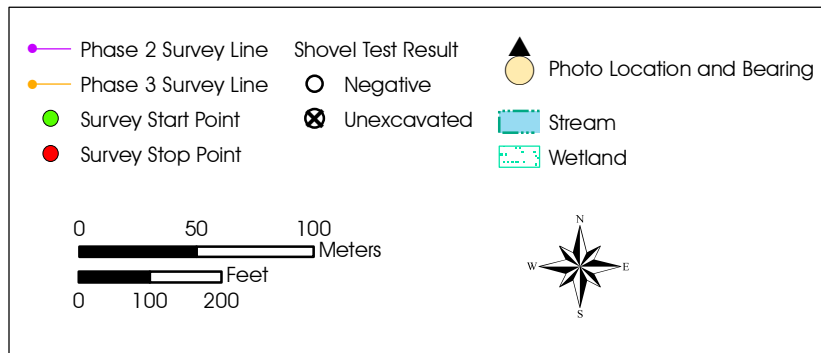 Phase 2 Survey Line
Phase 3 Survey Line
Survey Start Point
Survey Stop Point
Shovel Test Result
Negative
Unexcavated
Photo Location and Bearing
Stream
Wetland
0 50 100
Meters
Feet
0 100 200
N
W E
S